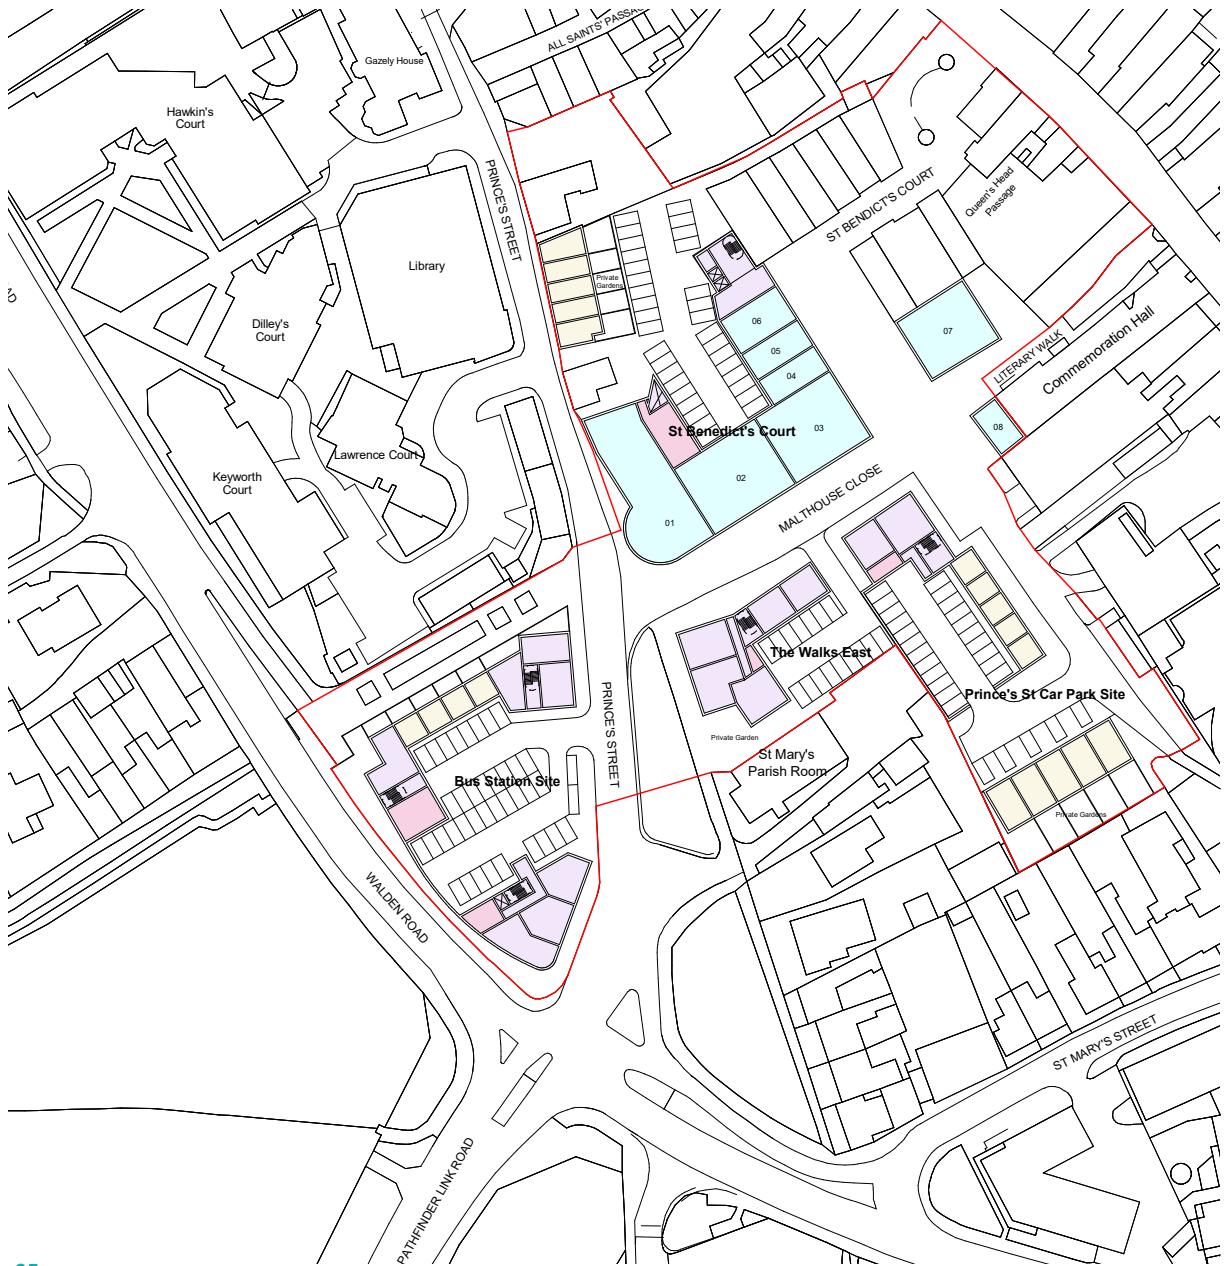 ALL SAINTS' PASSA
Gazely House
Hawkin's
Court
PRINCE'S STREET
ST BENDICT'S COURT
Queen's Head
Passage
Library
Private
Gardens
Dilley's
Court
06
05
04
07
LITERARY WALK
Commemoration Hall
08
St Benedict's Court
03
Lawrence Court
Keyworth
Court
02
01
MALTHOUSE CLOSE
The Walks East
PRINCE'S STREET
Prince's St Car Park Site
Private Garden
St Mary's
Parish Room
Bus Station Site
Private Gardens
WALDEN ROAD
ST MARY'S STREET
PATHFINDER LINK ROAD